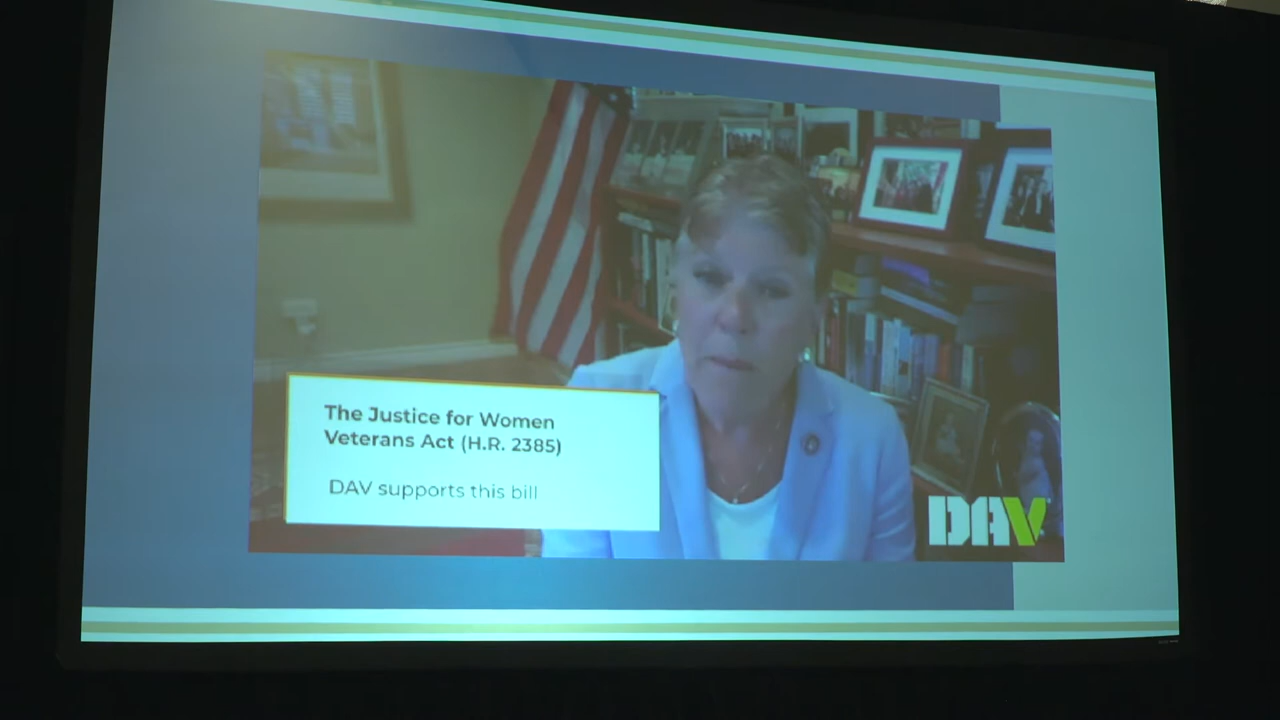 The Justice for Women
Veterans Act (H.R. 2385)
DAV supports this bill
DAV